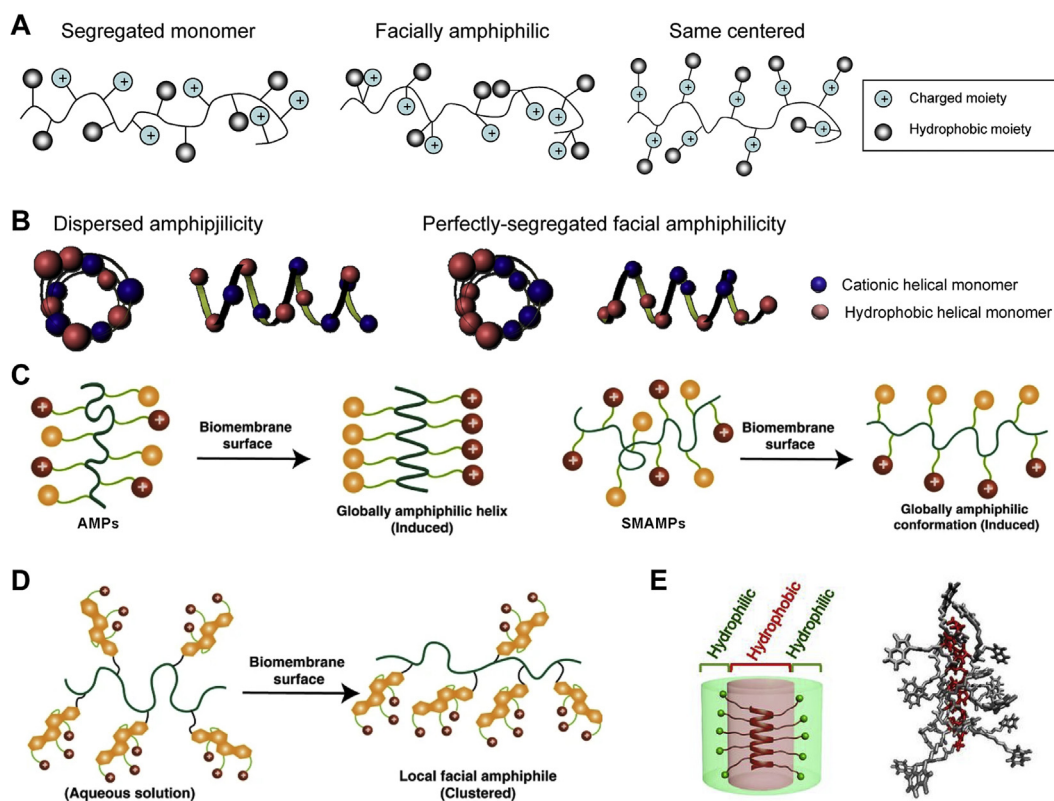 A
Segregated monomer
Facially amphiphilic
Same centered
+ Charged moiety
Hydrophobic moiety
B
Dispersed amphipjilicity
Perfectly-segregated facial amphiphilicity
Cationic helical monomer
Hydrophobic helical monomer
C
Biomembrane
surface
AMPs
Globally amphiphilic helix
(Induced)
Biomembrane
surface
SMAMPs
Globally amphiphilic
conformation (Induced)
D
Biomembrane
surface
(Aqueous solution)
Local facial amphiphile
(Clustered)
E
Hydrophilic
Hydrophobic
Hydrophilic